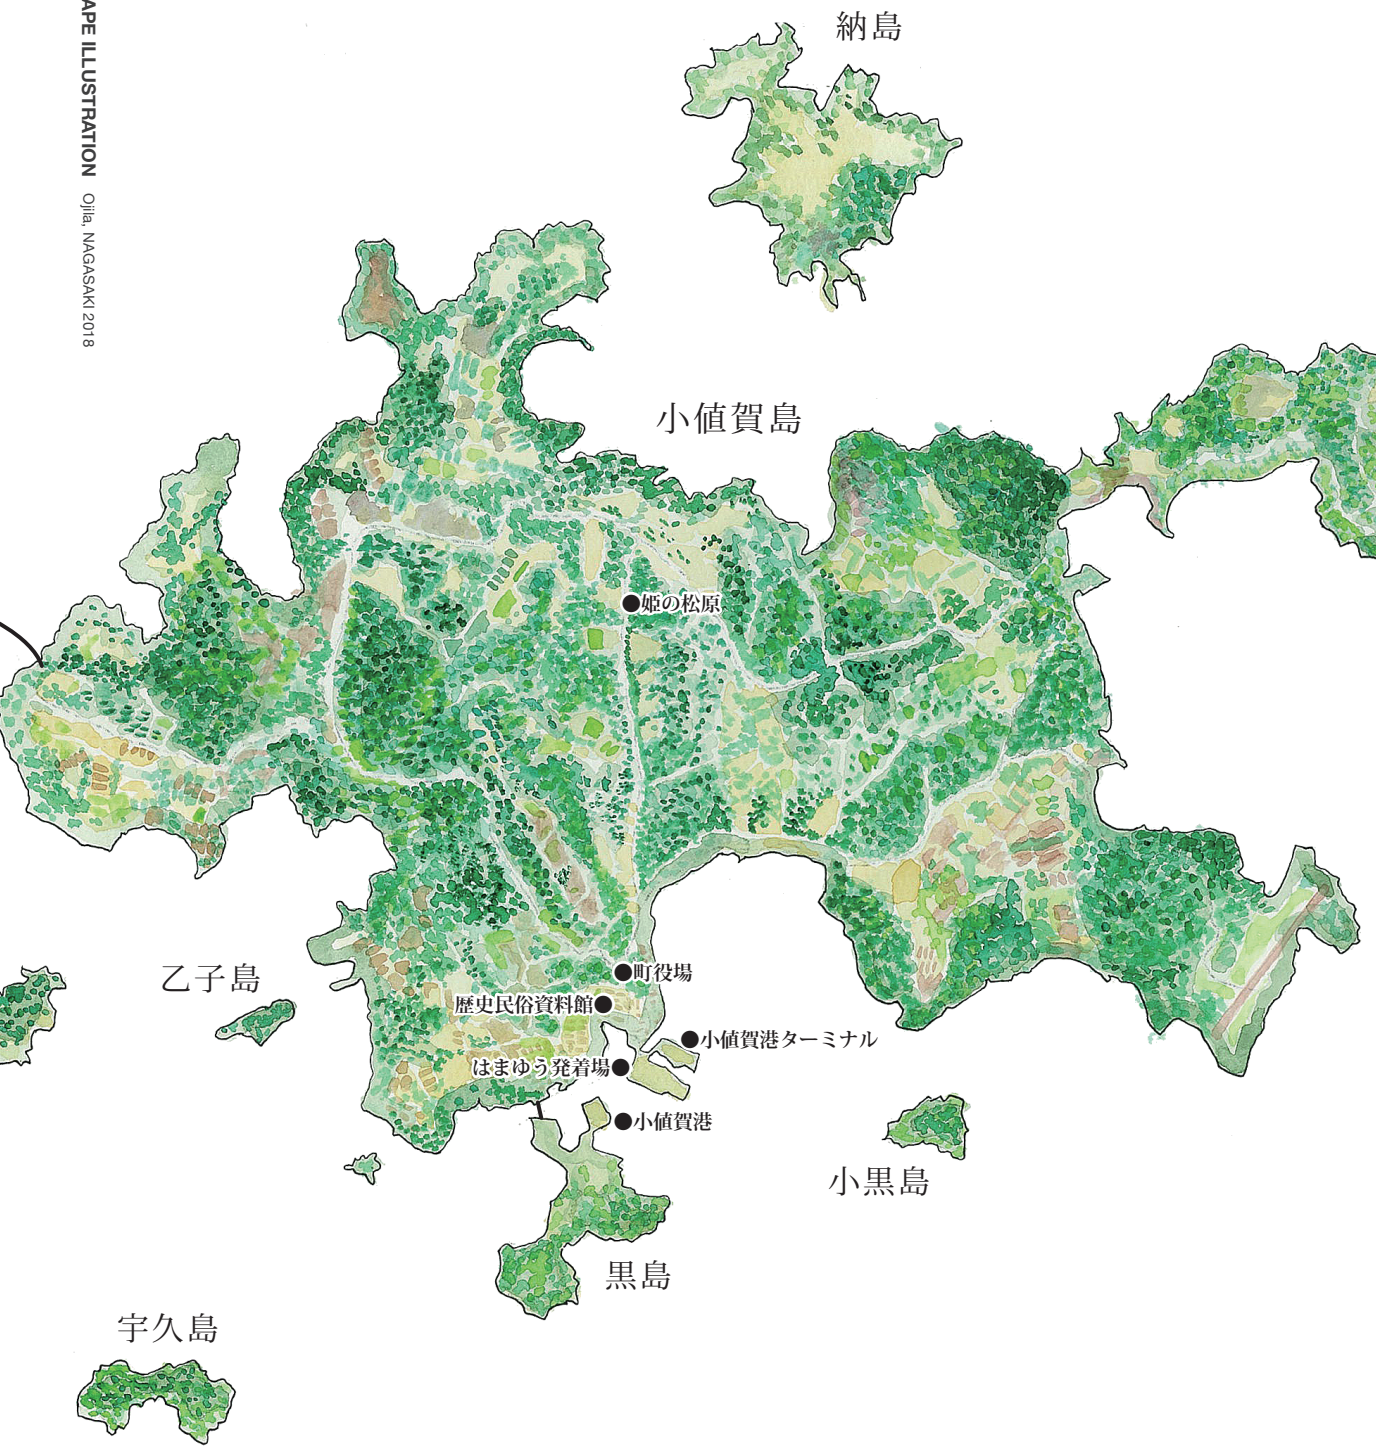 APE ILLUSTRATION Ojila, NAGASAKI 2018
納島
小値賀島
姫の松原
町役場
乙子島
歴史民俗資料館
小値賀港ターミナル
はまゆう発着場
小値賀港
小黒島
黒島
宇久島